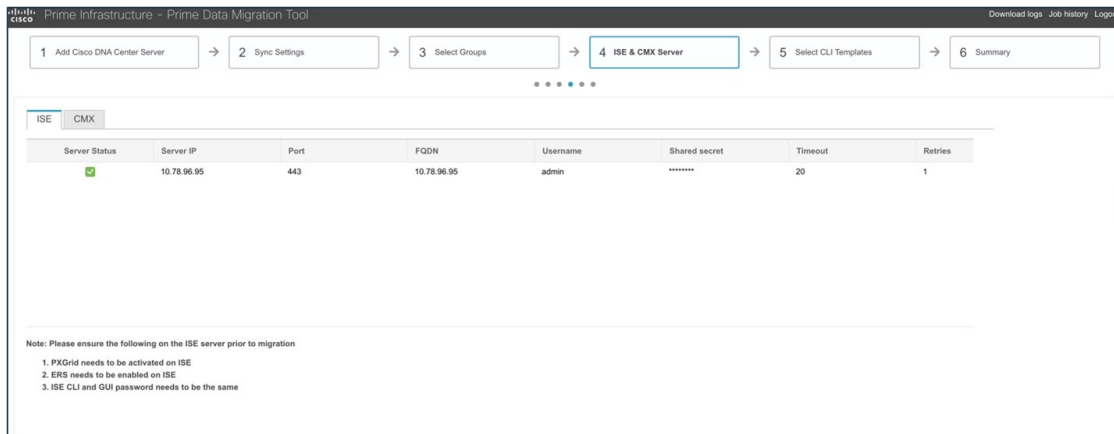 CISCO Prime Infrastructure - Prime Data Migration Tool
Download logs Job history
1 Add Cisco DNA Center Server
2 Sync Settings
3 Select Groups
4 ISE & CMX Server
5 Select CLI Templates
6 Summary
ISE CMX
Server Status Server IP Port FQDN Username Shared secret Timeout Retries
10.78.96.95 443 10.78.96.95 admin ******** 20 1
Note: Please ensure the following on the ISE server prior to migration
1. PXGrid needs to be activated on ISE
2. ERS needs to be enabled on ISE
3. ISE CLI and GUI password needs to be the same